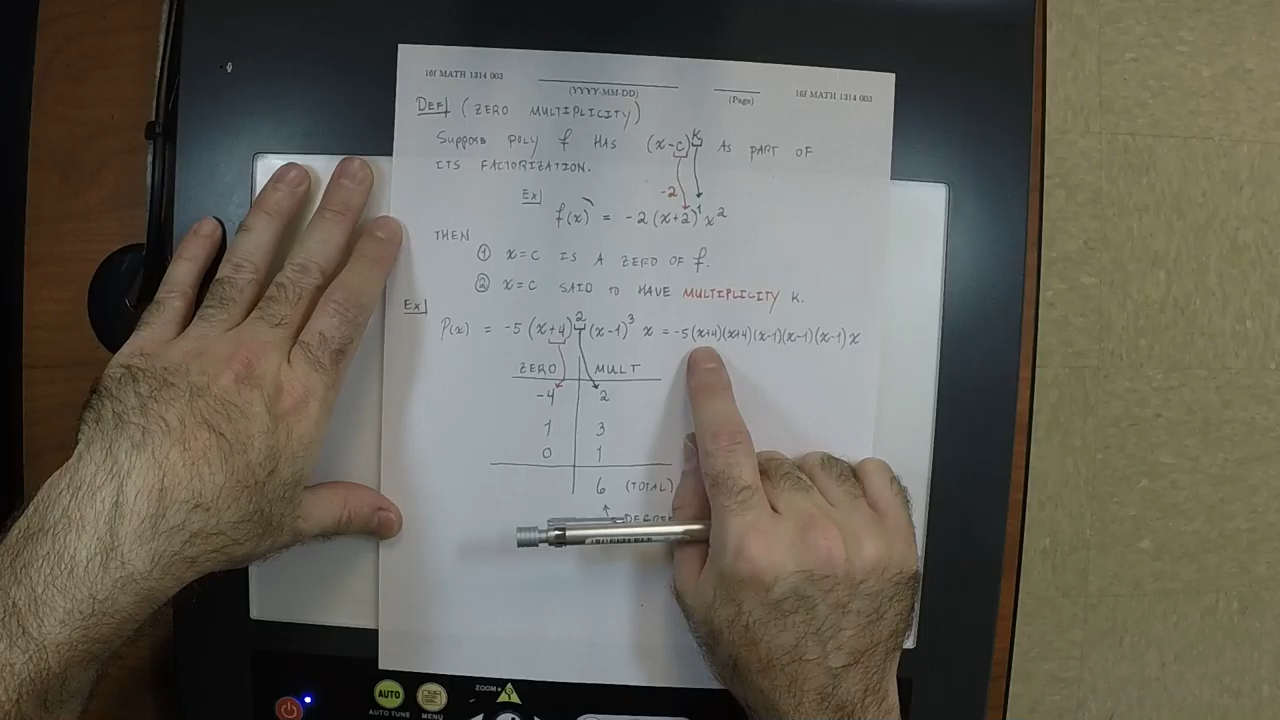 16f MATH 1314 003
(YYYY-MM-DD)
(Page)
16f MATH 1314 003
DEF (ZERO MULTIPLICITY)
SUPPOSE POLY f HAS (x-c)^k AS PART OF
ITS FACTORIZATION.
-2
EX f(x) = -2(x+2)^1 x^2
THEN
① x=c IS A ZERO OF f.
② x=c SAID TO HAVE MULTIPLICITY K.
EX
P(x) = -5(x+4)^2 (x-1)^3 x = -5(x+4)(x+4)(x-1)(x-1)(x-1)x
ZERO MULT
-4 2
1 3
0 1
6 (TOTAL)
DEGREE
AUTO
AUTO TUNE
MENU
ZOOM+